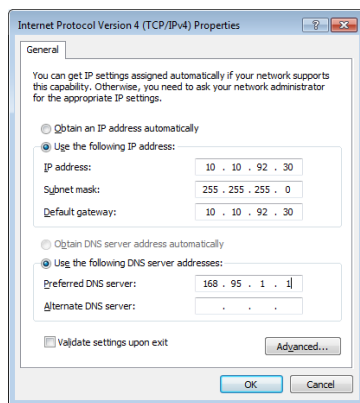 Internet Protocol Version 4 (TCP/IPv4) Properties
General
You can get IP settings assigned automatically if your network supports
this capability. Otherwise, you need to ask your network administrator
for the appropriate IP settings.
Obtain an IP address automatically
Use the following IP address:
IP address: 10 . 10 . 92 . 30
Subnet mask: 255 . 255 . 255 . 0
Default gateway: 10 . 10 . 92 . 30
Obtain DNS server address automatically
Use the following DNS server addresses:
Preferred DNS server: 168 . 95 . 1 . 1
Alternate DNS server: . . .
Validate settings upon exit
Advanced...
OK Cancel